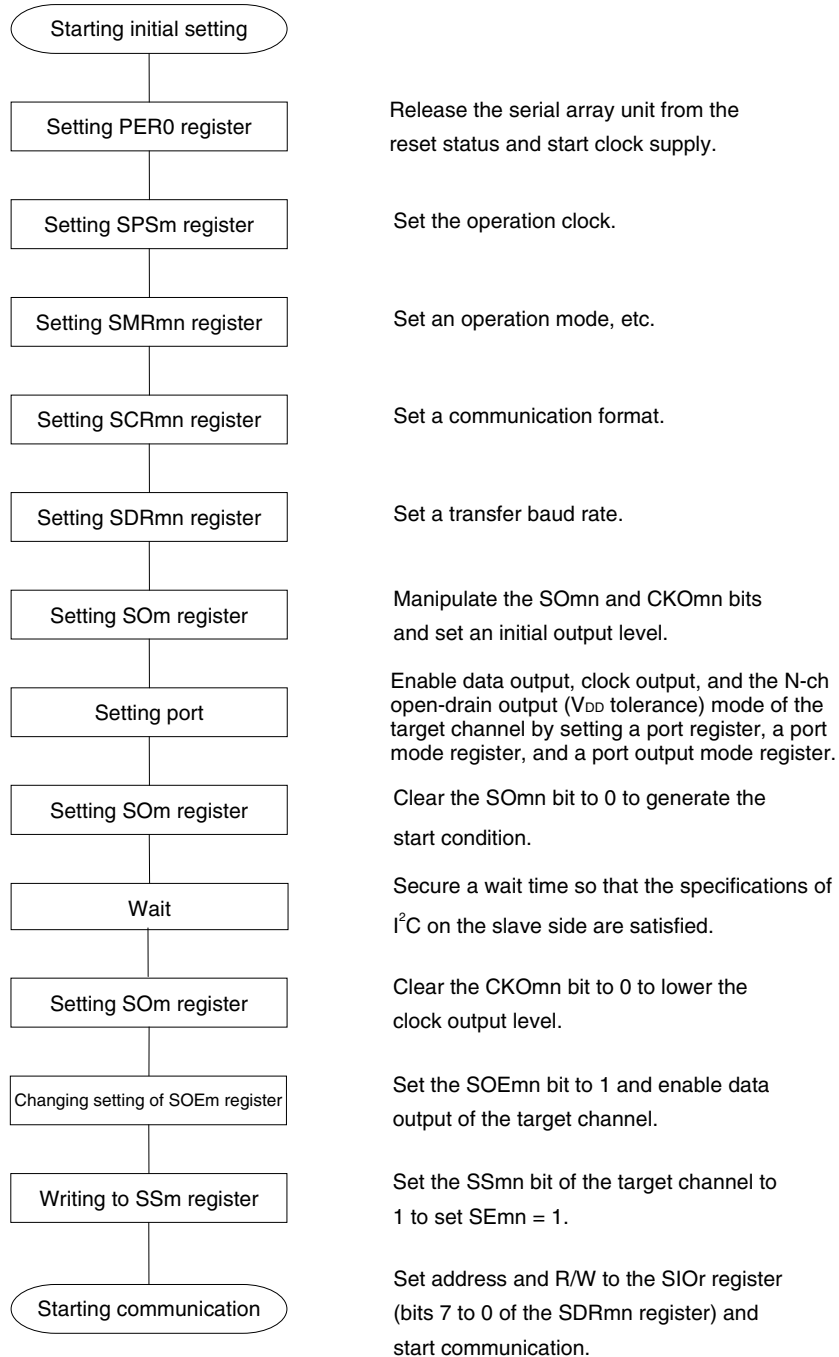 Starting initial setting
Setting PER0 register
Release the serial array unit from the
reset status and start clock supply.
Setting SPSm register
Set the operation clock.
Setting SMRmn register
Set an operation mode, etc.
Setting SCRmn register
Set a communication format.
Setting SDRmn register
Set a transfer baud rate.
Setting SOm register
Manipulate the SOmn and CKOmn bits
and set an initial output level.
Setting port
Enable data output, clock output, and the N-ch
open-drain output (VDD tolerance) mode of the
target channel by setting a port register, a port
mode register, and a port output mode register.
Setting SOm register
Clear the SOmn bit to 0 to generate the
start condition.
Wait
Secure a wait time so that the specifications of
I²C on the slave side are satisfied.
Setting SOm register
Clear the CKOmn bit to 0 to lower the
clock output level.
Changing setting of SOEm register
Set the SOEmn bit to 1 and enable data
output of the target channel.
Writing to SSm register
Set the SSmn bit of the target channel to
1 to set SEmn = 1.
Starting communication
Set address and R/W to the SIOr register
(bits 7 to 0 of the SDRmn register) and
start communication.